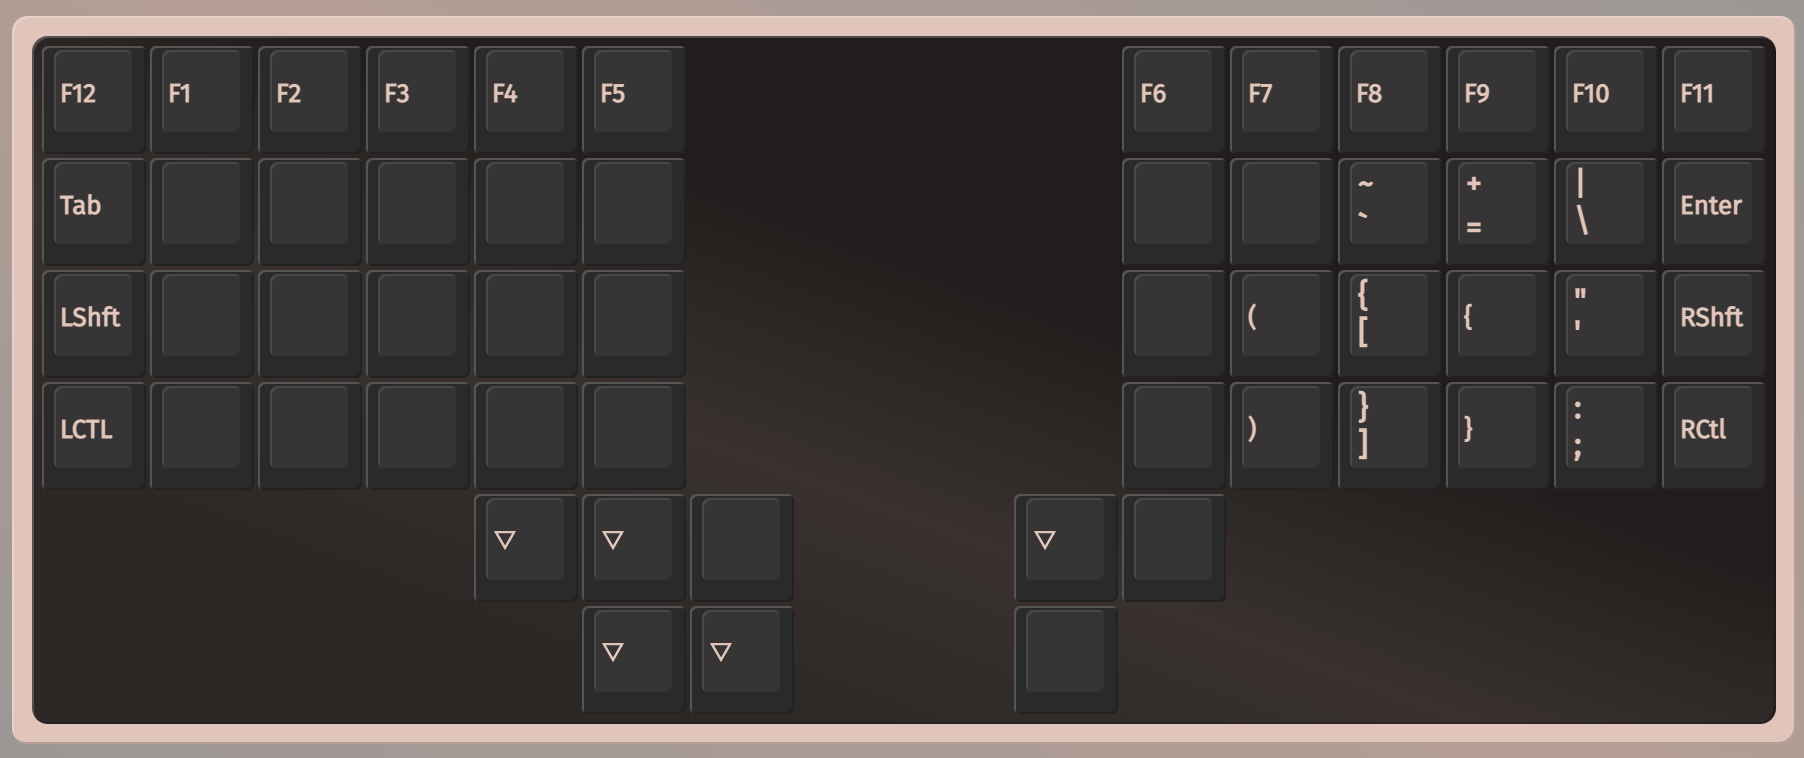 F12 F1 F2 F3 F4 F5 F6 F7 F8 F9 F10 F11
Tab ~ ` + = | \ Enter
LShft ( { [ { " ' RShft
LCTL ) } ] } : ; RCtl
▽ ▽ ▽
▽ ▽